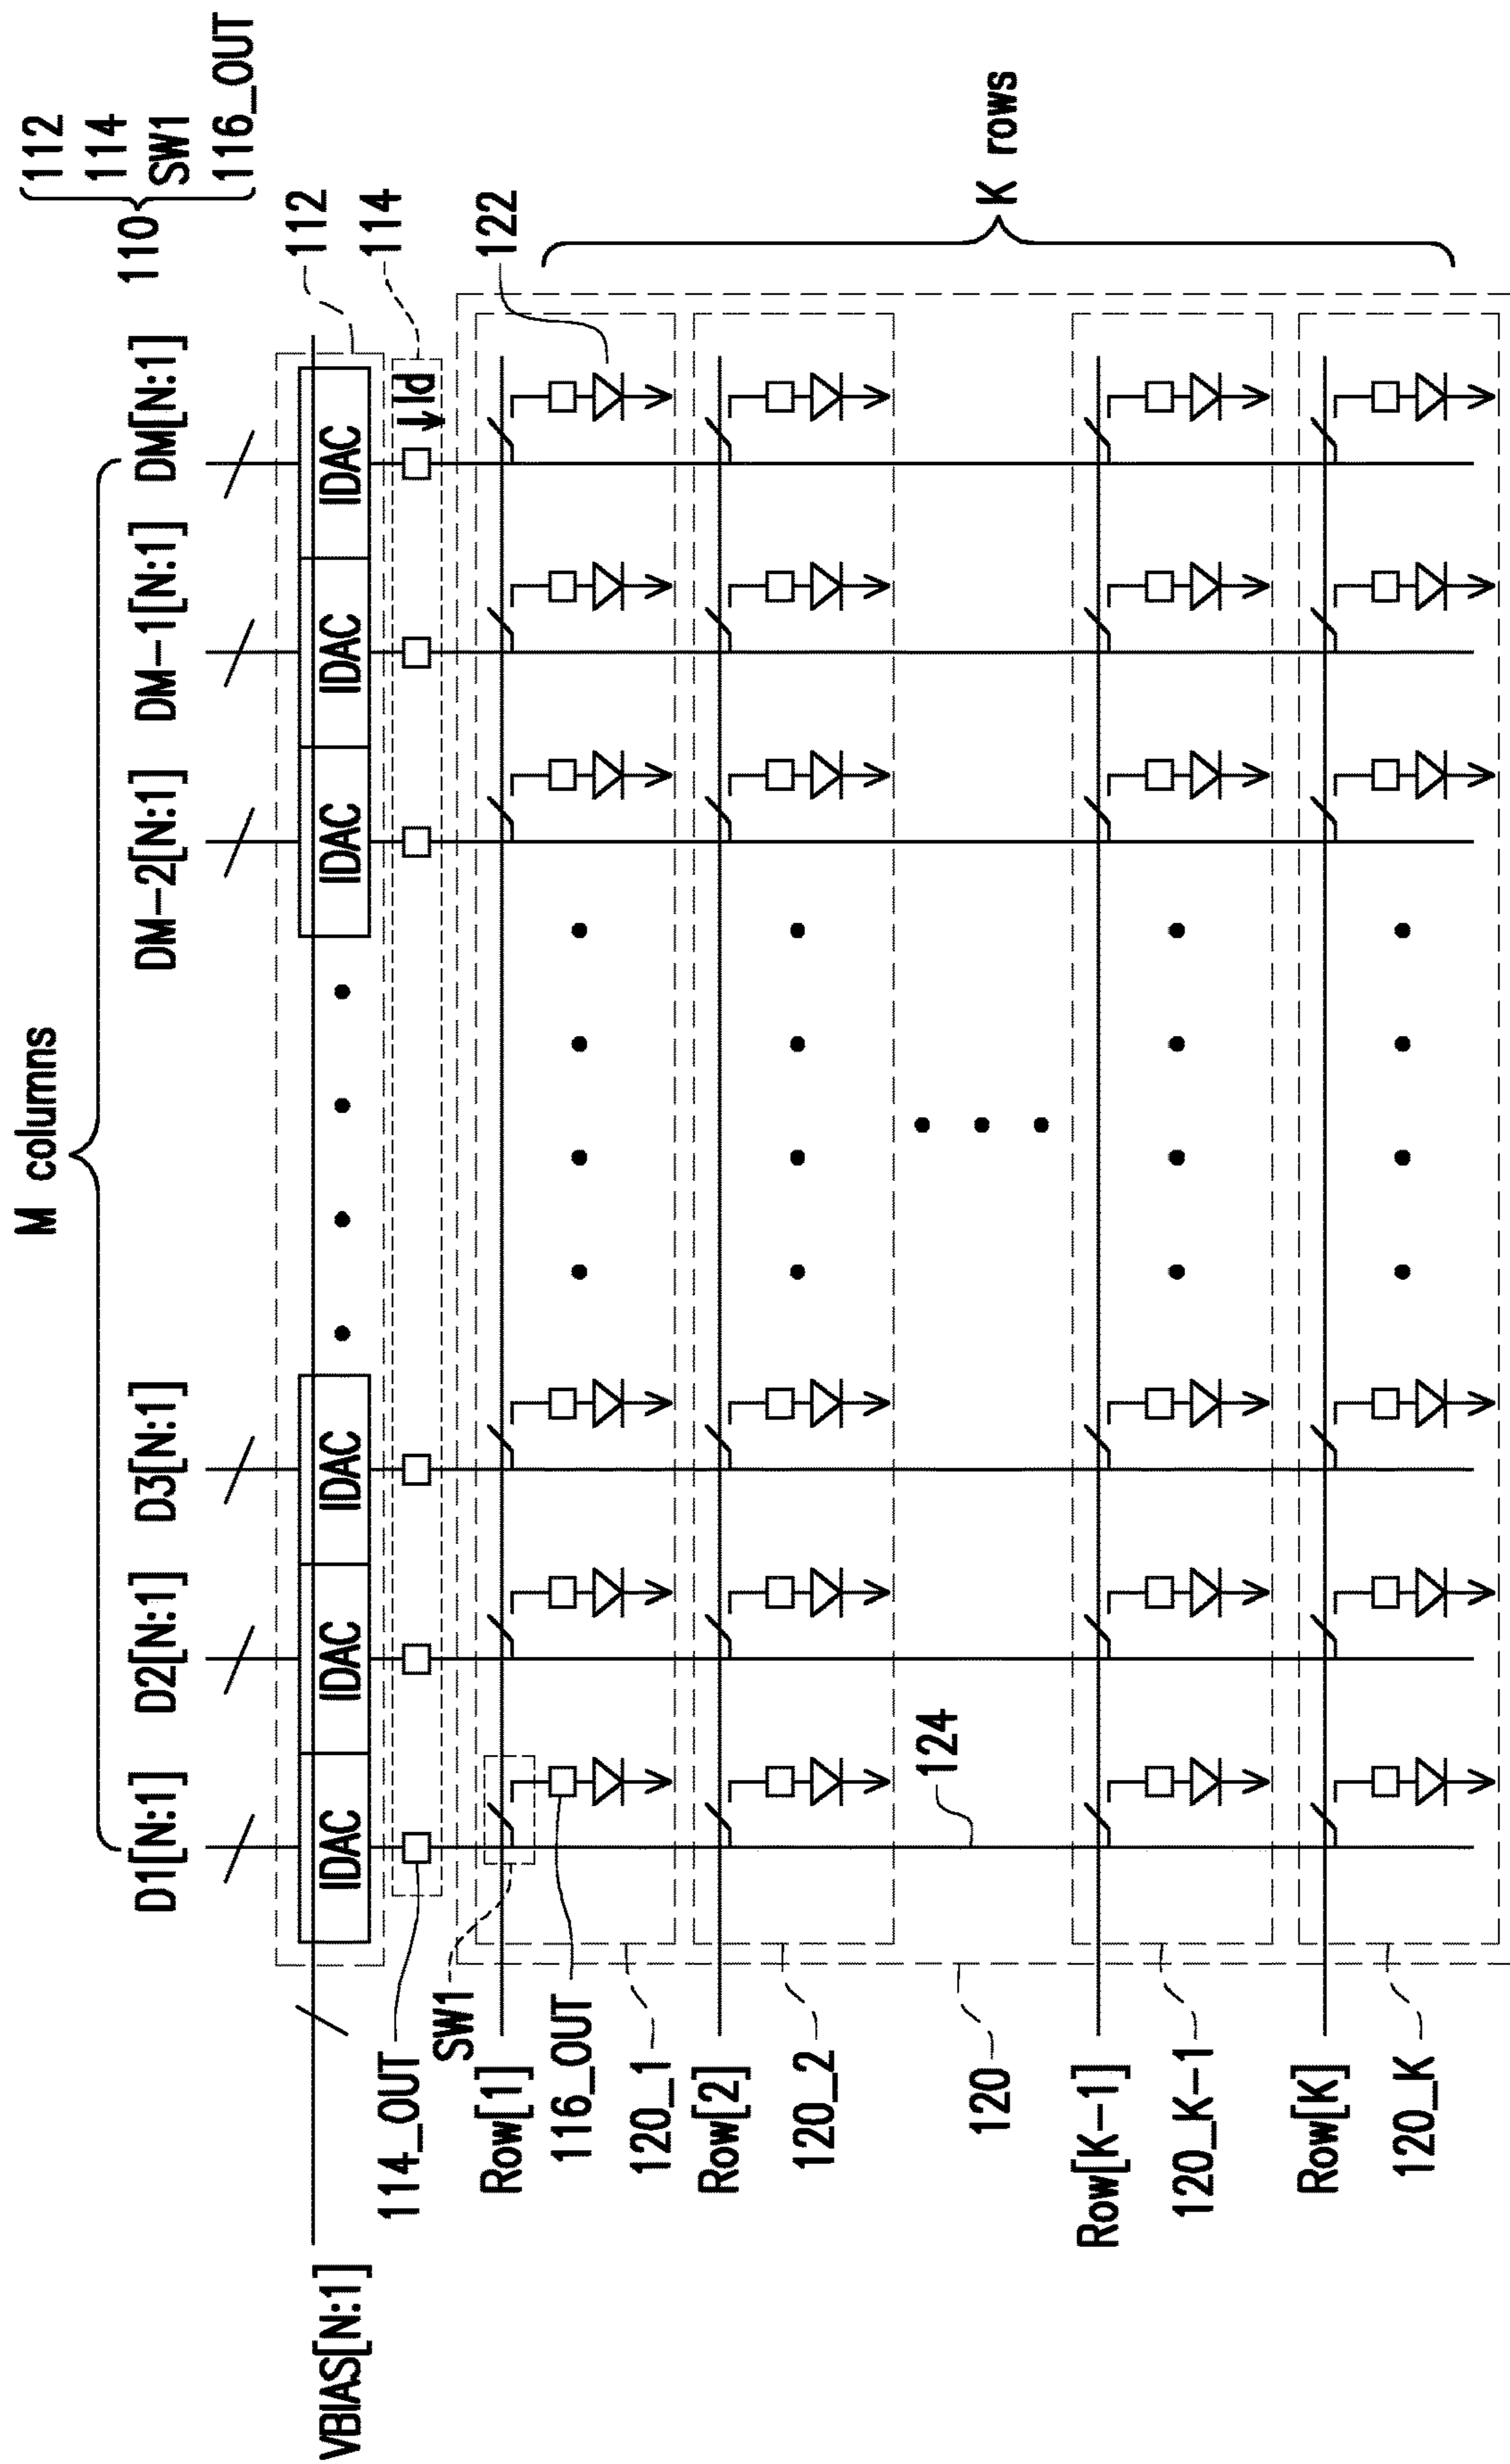 M columns
D1[N:1]
D2[N:1]
D3[N:1]
DM-2[N:1]
DM-1[N:1]
DM[N:1]
110
112
114
SW1
116_OUT
VBIAS[N:1]
IDAC
IDAC
IDAC
IDAC
IDAC
IDAC
112
114
Id
114_OUT
SW1
Row[1]
116_OUT
120_1
122
Row[2]
120_2
124
120
K rows
Row[K-1]
120_K-1
Row[K]
120_K